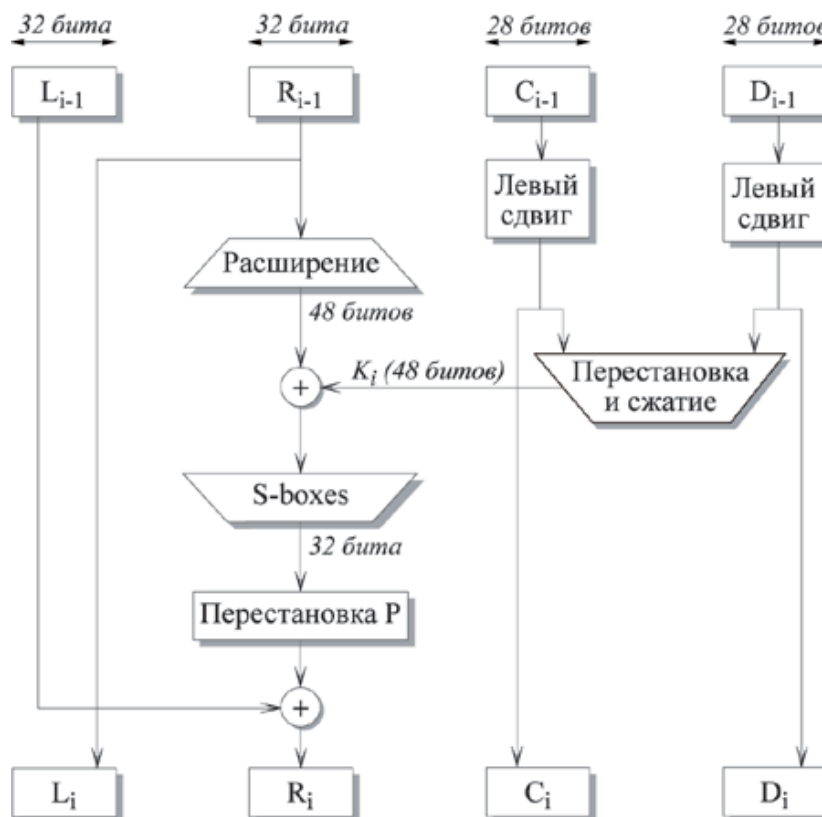 32 бита 32 бита 28 битов 28 битов
L i-1 R i-1 C i-1 D i-1
Левый
сдвиг
Левый
сдвиг
Расширение
48 битов
K i (48 битов)
Перестановка
и сжатие
+
S-boxes
32 бита
Перестановка P
+
L i R i C i D i